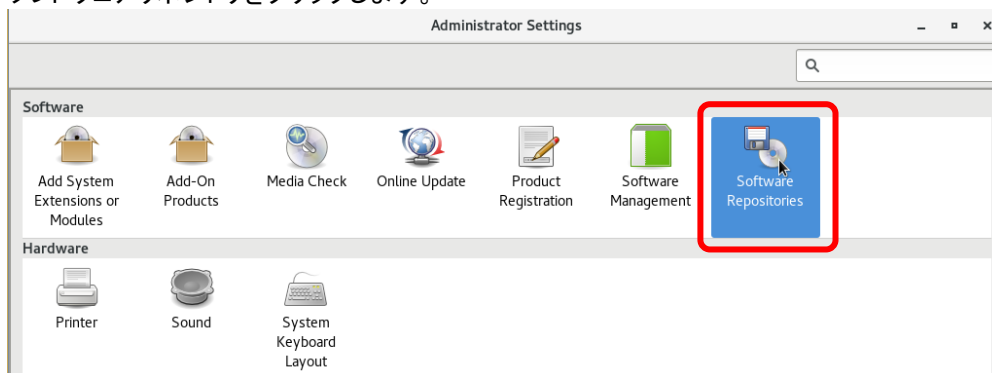 Administrator Settings
Software
Add System
Extensions or
Modules
Add-On
Products
Media Check
Online Update
Product
Registration
Software
Management
Software
Repositories
Hardware
Printer
Sound
System
Keyboard
Layout